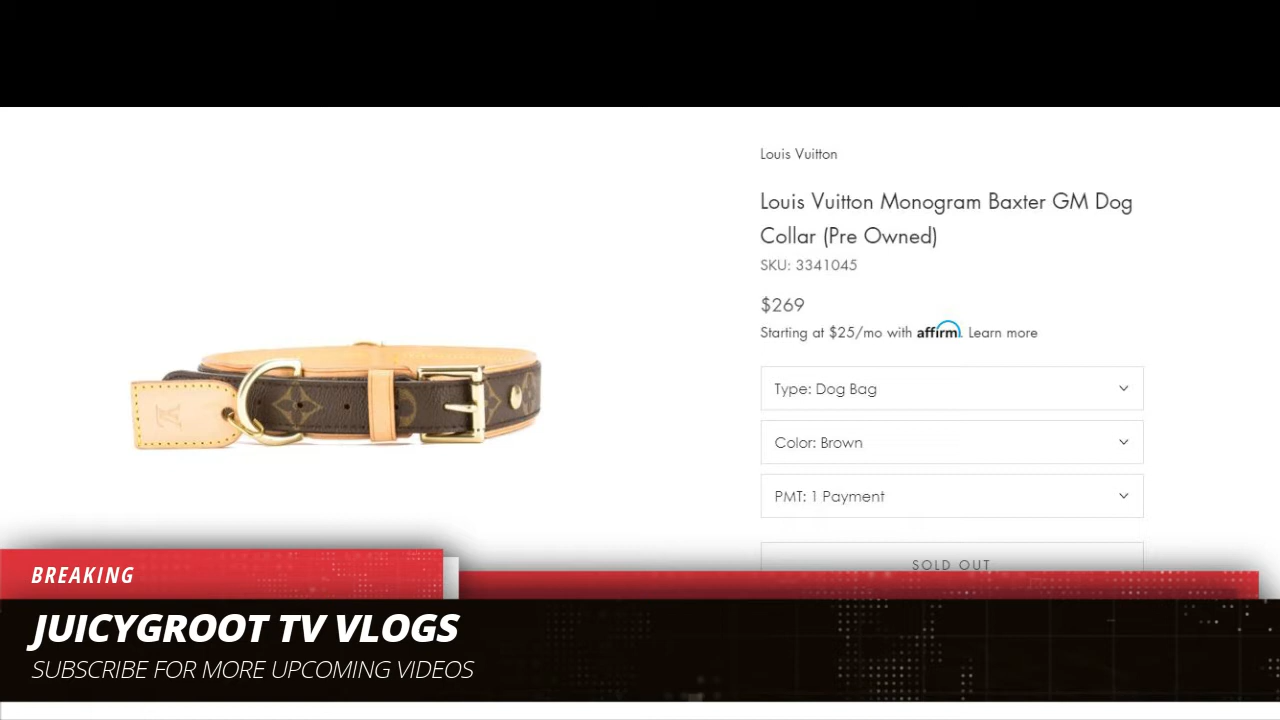 Louis Vuitton
Louis Vuitton Monogram Baxter GM Dog
Collar (Pre Owned)
SKU: 3341045
$269
Starting at $25/mo with affirm. Learn more
Type: Dog Bag
Color: Brown
PMT: 1 Payment
SOLD OUT
BREAKING
JUICYGROOT TV VLOGS
SUBSCRIBE FOR MORE UPCOMING VIDEOS